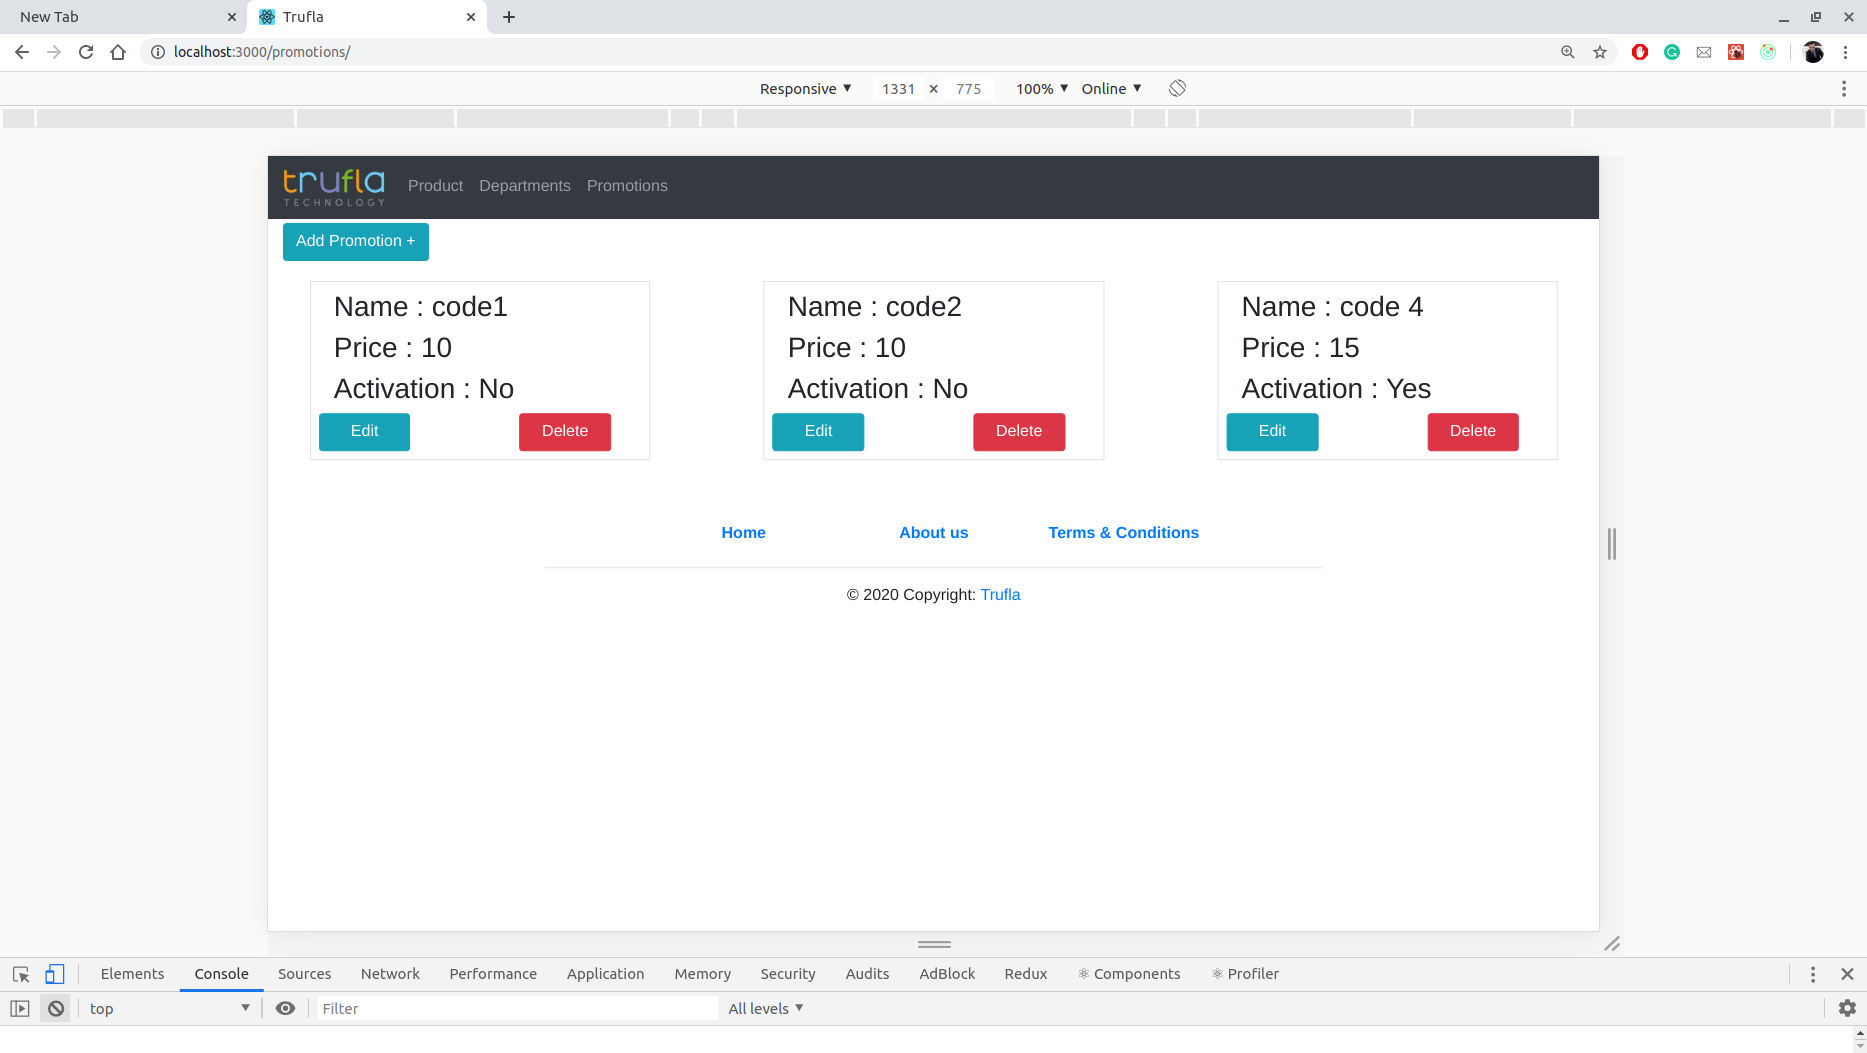 New Tab
Trufla
localhost:3000/promotions/
Responsive 1331 × 775 100% Online
trufla
TECHNOLOGY
Product Departments Promotions
Add Promotion +
Name : code1
Price : 10
Activation : No
Edit Delete
Name : code2
Price : 10
Activation : No
Edit Delete
Name : code 4
Price : 15
Activation : Yes
Edit Delete
Home About us Terms & Conditions
© 2020 Copyright: Trufla
Elements Console Sources Network Performance Application Memory Security Audits AdBlock Redux Components Profiler
top Filter All levels